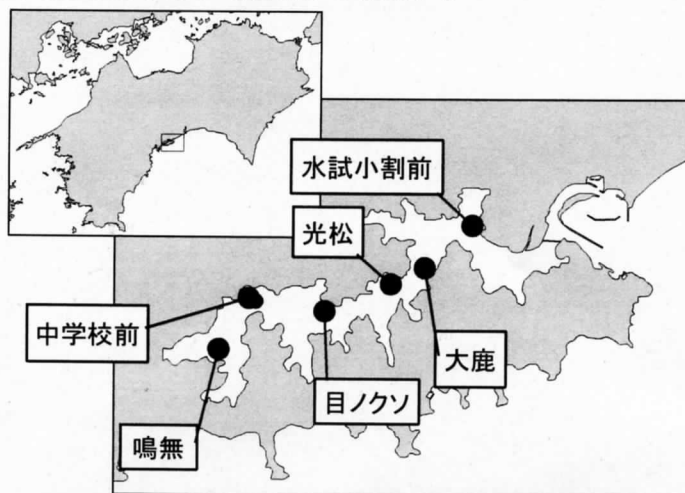 水試小割前
光松
中学校前
大鹿
目ノクソ
鳴無